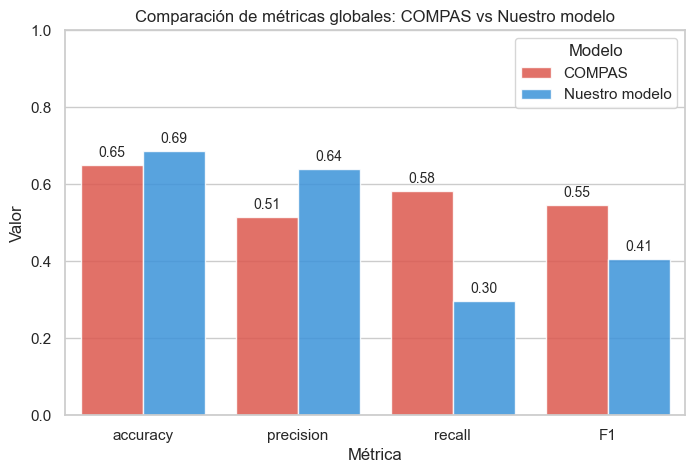 Comparación de métricas globales: COMPAS vs Nuestro modelo
Valor
1.0
0.8
0.6
0.4
0.2
0.0
Modelo
COMPAS
Nuestro modelo
0.65
0.69
0.51
0.64
0.58
0.30
0.55
0.41
accuracy
precision
recall
F1
Métrica